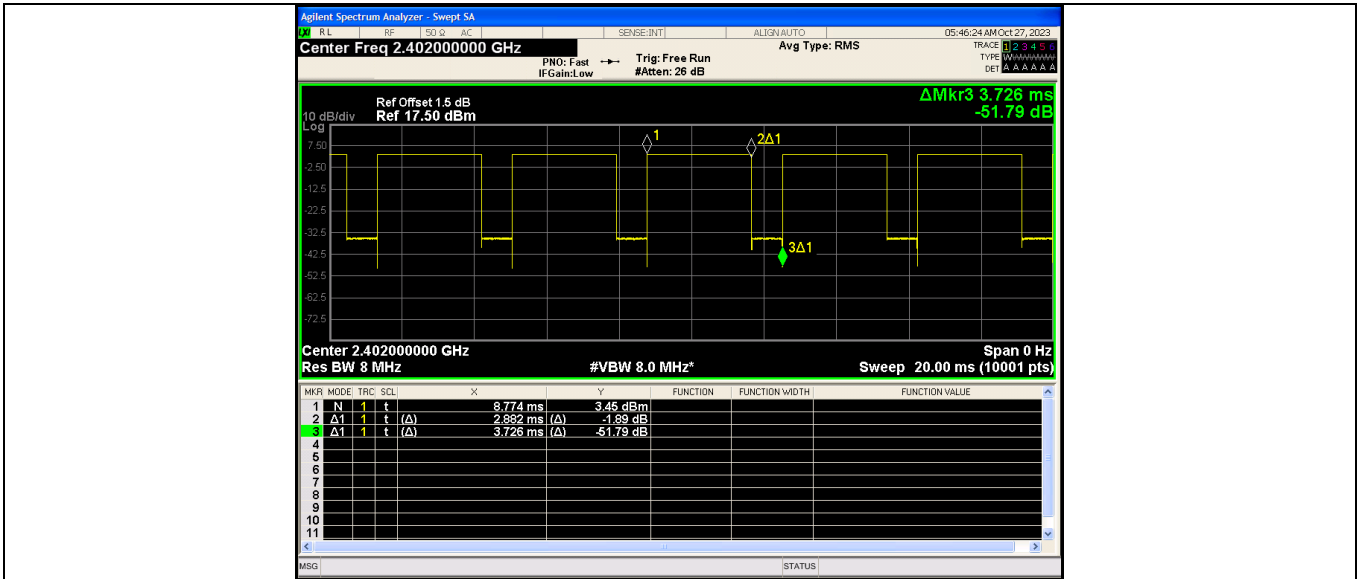 Agilent Spectrum Analyzer - Swept SA
LXI RL RF 50 Ω AC SENSE:INT ALIGN AUTO 05:46:24 AM Oct 27, 2023
Center Freq 2.402000000 GHz Avg Type: RMS TRACE 1 2 3 4 5 6
PNO: Fast Trig: Free Run TYPE WWWWWW
IFGain:Low #Atten: 26 dB DET A A A A A A
ΔMkr3 3.726 ms
Ref Offset 1.5 dB
10 dB/div Ref 17.50 dBm -51.79 dB
Log
1
2Δ1
7.50
-2.50
-12.5
-22.5
-32.5
3Δ1
-42.5
-52.5
-62.5
-72.5
Center 2.402000000 GHz Span 0 Hz
Res BW 8 MHz #VBW 8.0 MHz* Sweep 20.00 ms (10001 pts)
MKR MODE TRC SCL X Y FUNCTION FUNCTION WIDTH FUNCTION VALUE
1 N 1 t 8.774 ms 3.45 dBm
2 Δ1 1 t (Δ) 2.882 ms (Δ) -1.89 dB
3 Δ1 1 t (Δ) 3.726 ms (Δ) -51.79 dB
4
5
6
7
8
9
10
11
MSG STATUS